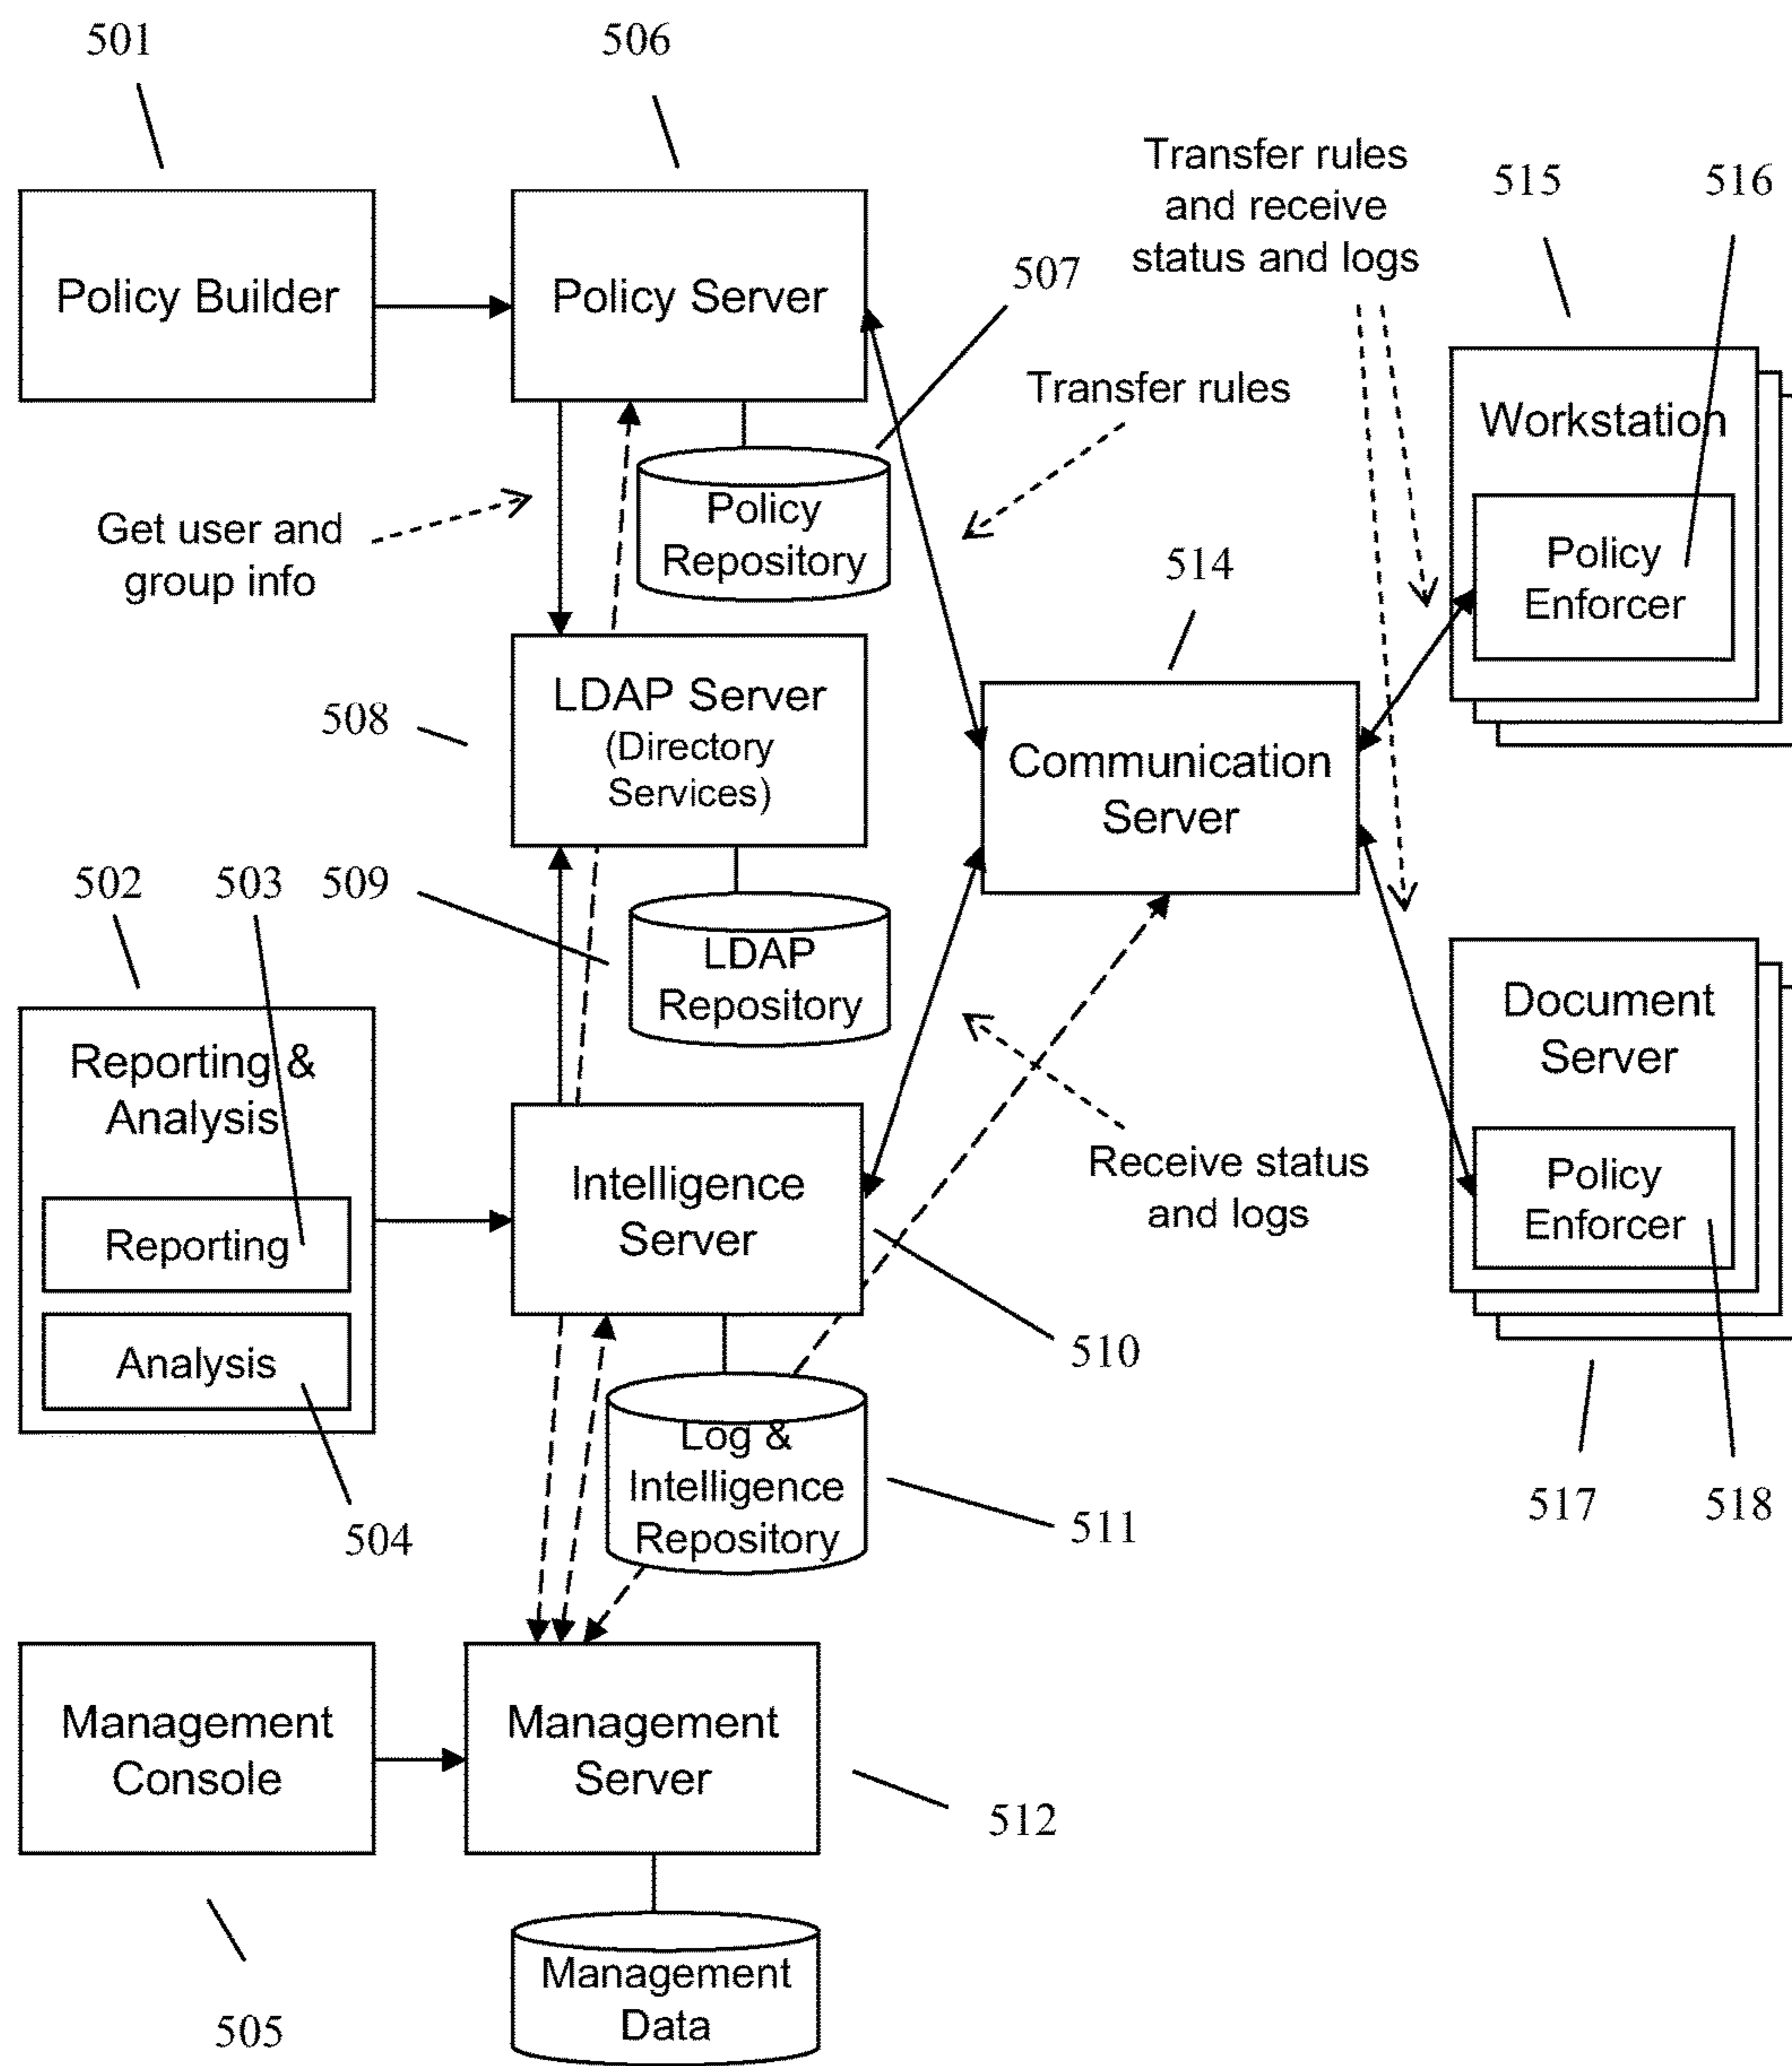 501
506
Transfer rules
and receive
status and logs
515
516
Policy Builder
Policy Server
507
Transfer rules
Workstation
Get user and
group info
Policy
Repository
514
Policy
Enforcer
508
LDAP Server
(Directory
Services)
Communication
Server
502
503
509
LDAP
Repository
Document
Server
Reporting &
Analysis
Intelligence
Server
Receive status
and logs
Policy
Enforcer
Reporting
Analysis
510
504
Log &
Intelligence
Repository
511
517
518
Management
Console
Management
Server
512
505
Management
Data